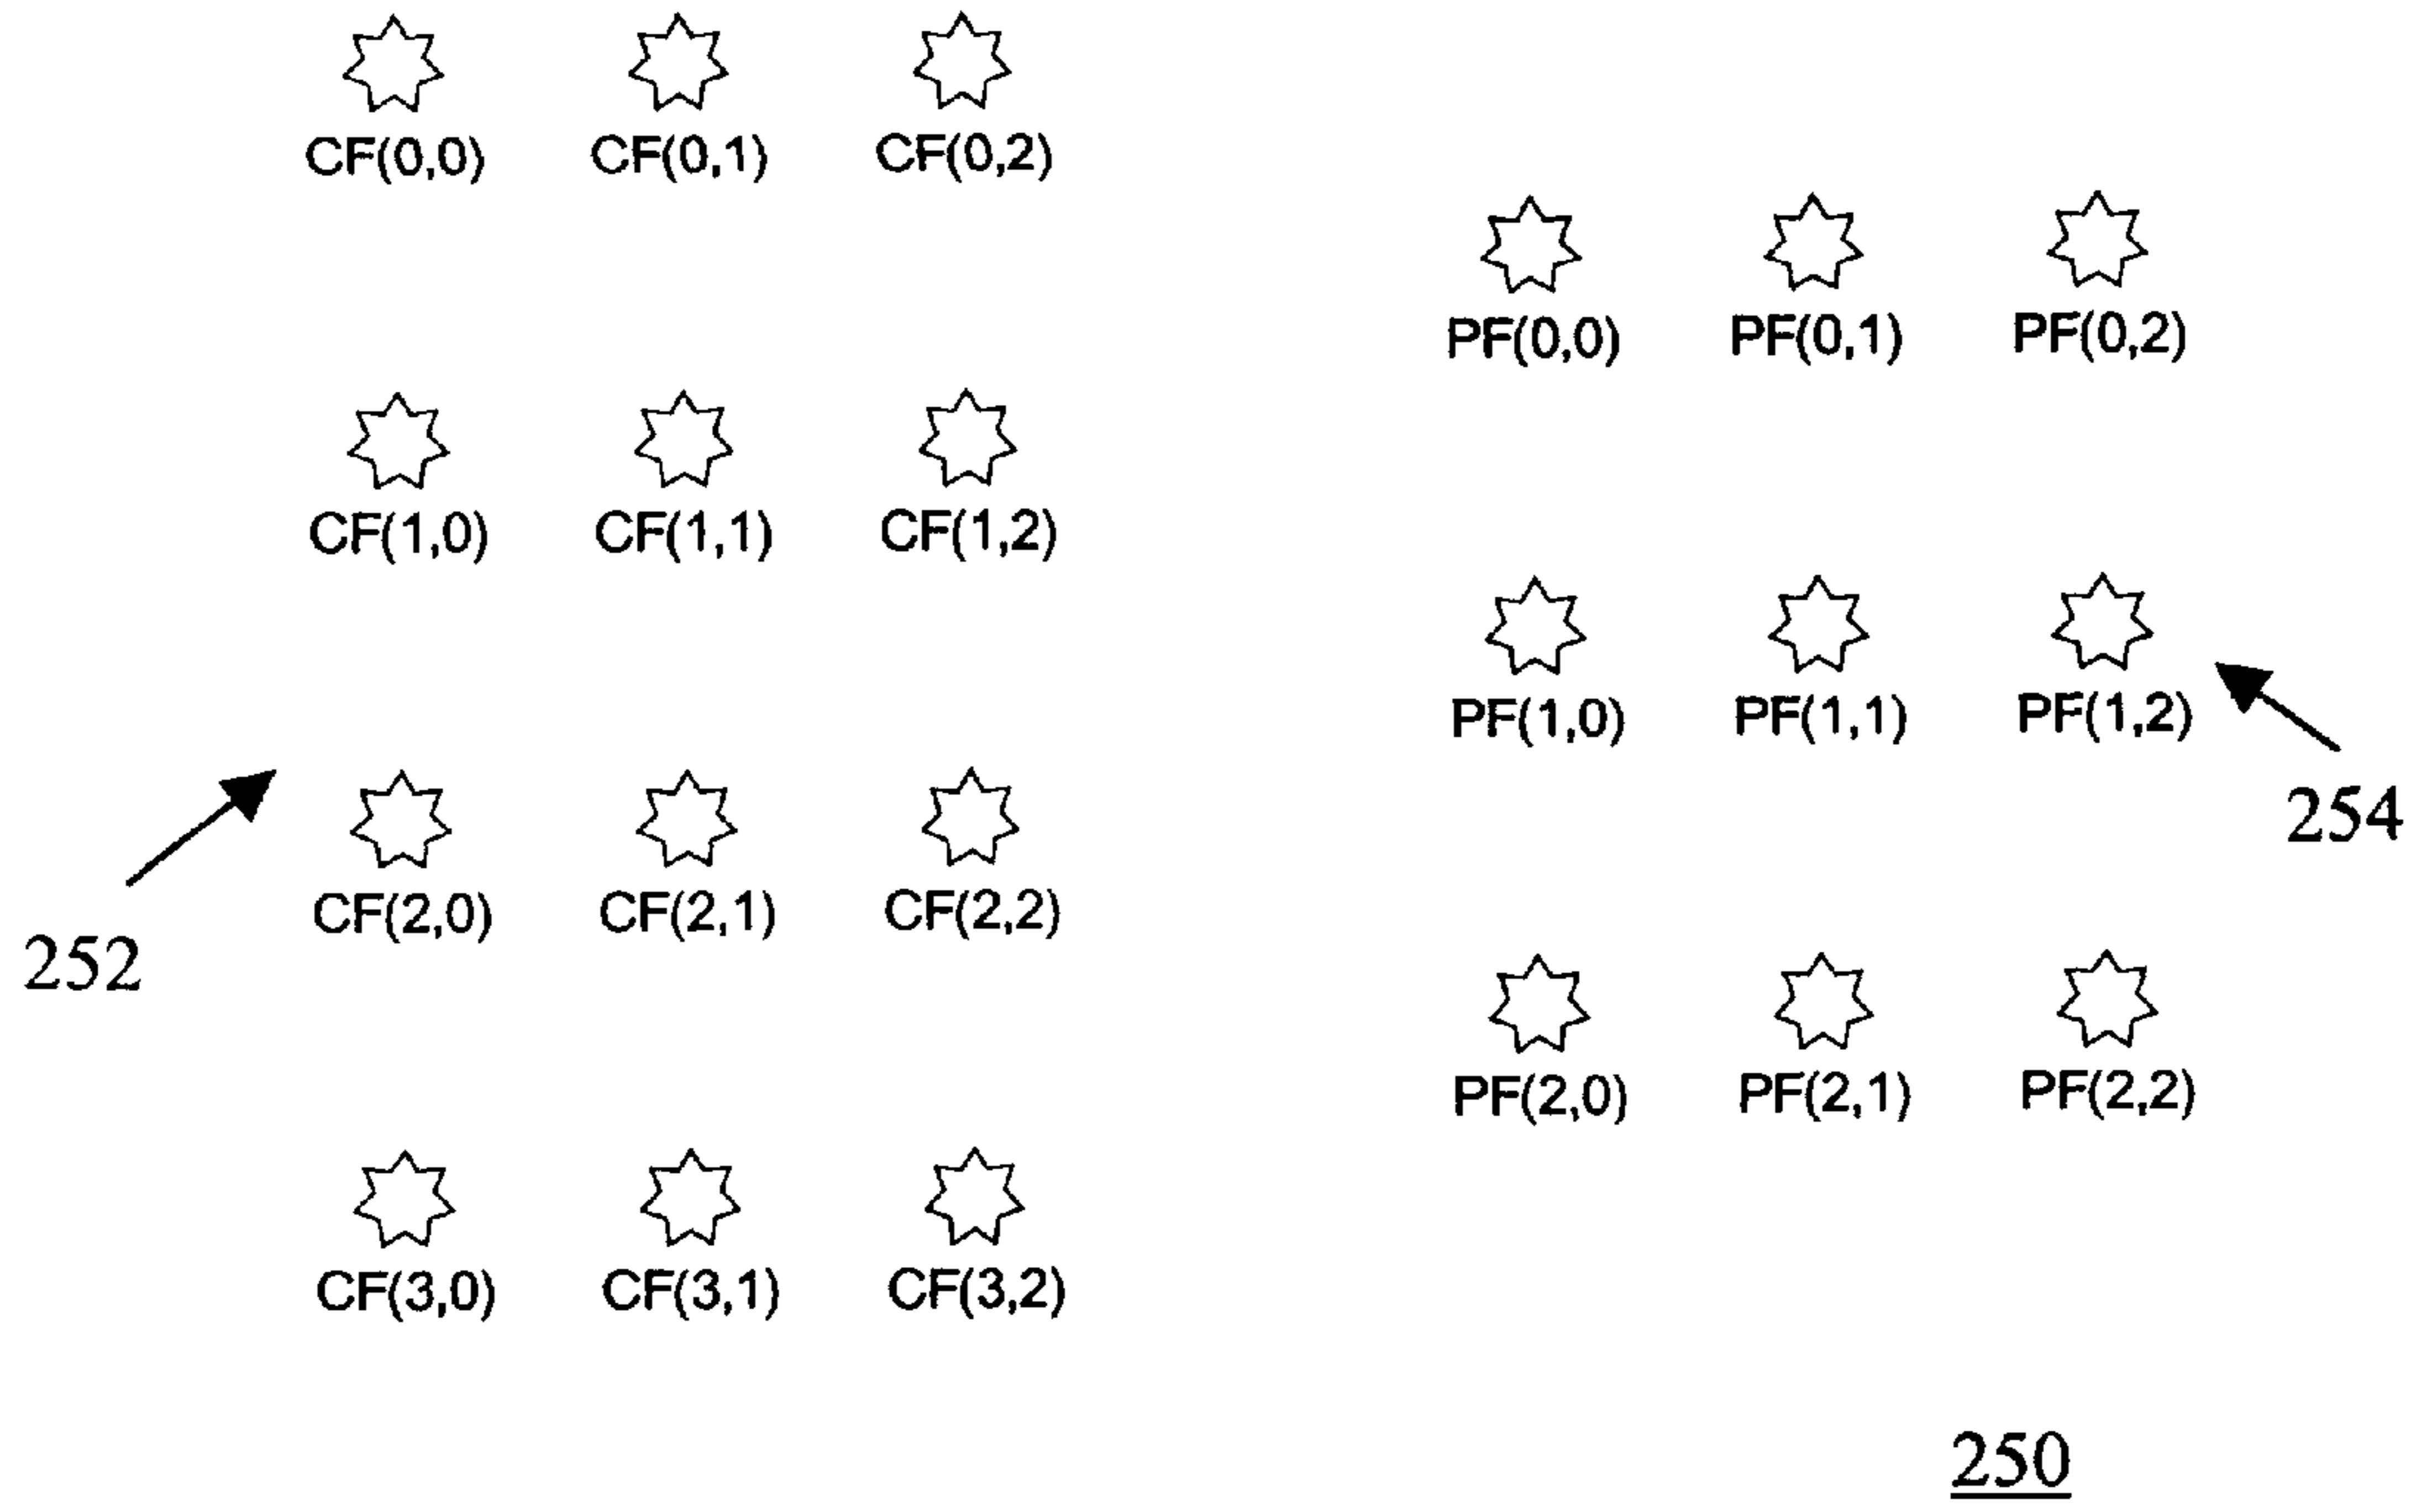 CF(0,0) CF(0,1) CF(0,2)
PF(0,0) PF(0,1) PF(0,2)
CF(1,0) CF(1,1) CF(1,2)
PF(1,0) PF(1,1) PF(1,2)
254
CF(2,0) CF(2,1) CF(2,2)
252
PF(2,0) PF(2,1) PF(2,2)
CF(3,0) CF(3,1) CF(3,2)
250